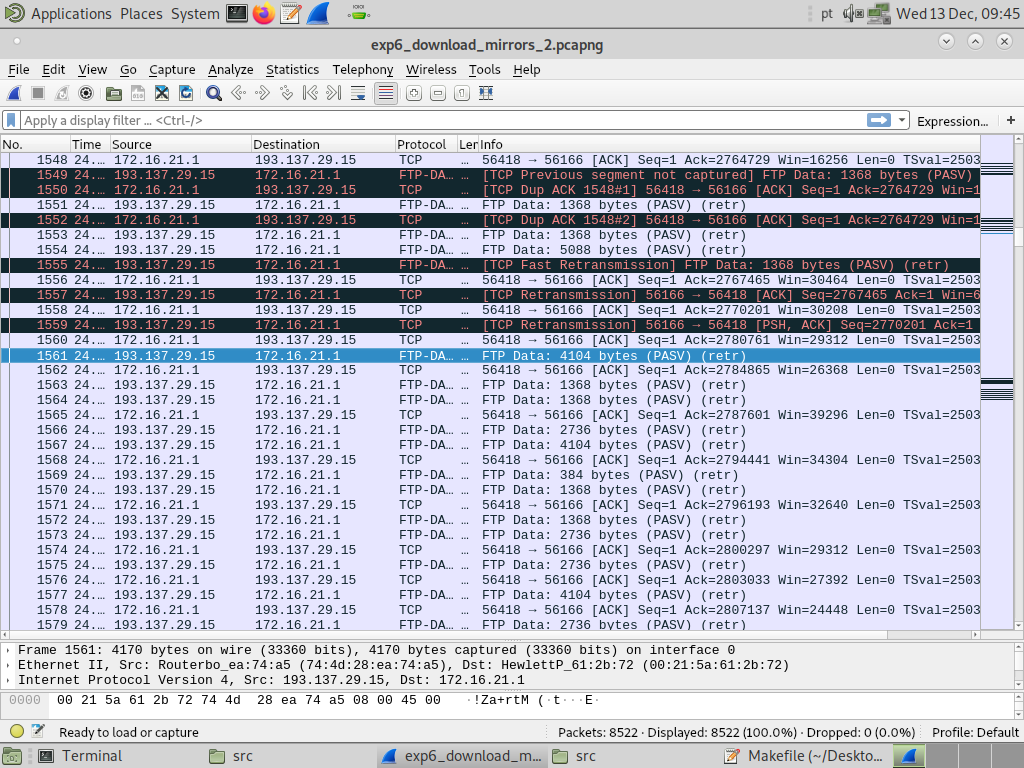 Applications Places System pt Wed 13 Dec, 09:45
exp6_download_mirrors_2.pcapng
File Edit View Go Capture Analyze Statistics Telephony Wireless Tools Help
Apply a display filter ... <Ctrl-/> Expression... +
No. Time Source Destination Protocol Ler Info
1548 24.… 172.16.21.1 193.137.29.15 TCP … 56418 → 56166 [ACK] Seq=1 Ack=2764729 Win=16256 Len=0 TSval=2503
1549 24.… 193.137.29.15 172.16.21.1 FTP-DA… … [TCP Previous segment not captured] FTP Data: 1368 bytes (PASV)
1550 24.… 172.16.21.1 193.137.29.15 TCP … [TCP Dup ACK 1548#1] 56418 → 56166 [ACK] Seq=1 Ack=2764729 Win=1
1551 24.… 193.137.29.15 172.16.21.1 FTP-DA… … FTP Data: 1368 bytes (PASV) (retr)
1552 24.… 172.16.21.1 193.137.29.15 TCP … [TCP Dup ACK 1548#2] 56418 → 56166 [ACK] Seq=1 Ack=2764729 Win=1
1553 24.… 193.137.29.15 172.16.21.1 FTP-DA… … FTP Data: 1368 bytes (PASV) (retr)
1554 24.… 193.137.29.15 172.16.21.1 FTP-DA… … FTP Data: 5088 bytes (PASV) (retr)
1555 24.… 193.137.29.15 172.16.21.1 FTP-DA… … [TCP Fast Retransmission] FTP Data: 1368 bytes (PASV) (retr)
1556 24.… 172.16.21.1 193.137.29.15 TCP … 56418 → 56166 [ACK] Seq=1 Ack=2767465 Win=30464 Len=0 TSval=2503
1557 24.… 193.137.29.15 172.16.21.1 TCP … [TCP Retransmission] 56166 → 56418 [ACK] Seq=2767465 Ack=1 Win=6
1558 24.… 172.16.21.1 193.137.29.15 TCP … 56418 → 56166 [ACK] Seq=1 Ack=2770201 Win=30208 Len=0 TSval=2503
1559 24.… 193.137.29.15 172.16.21.1 TCP … [TCP Retransmission] 56166 → 56418 [PSH, ACK] Seq=2770201 Ack=1
1560 24.… 172.16.21.1 193.137.29.15 TCP … 56418 → 56166 [ACK] Seq=1 Ack=2780761 Win=29312 Len=0 TSval=2503
1561 24.… 193.137.29.15 172.16.21.1 FTP-DA… … FTP Data: 4104 bytes (PASV) (retr)
1562 24.… 172.16.21.1 193.137.29.15 TCP … 56418 → 56166 [ACK] Seq=1 Ack=2784865 Win=26368 Len=0 TSval=2503
1563 24.… 193.137.29.15 172.16.21.1 FTP-DA… … FTP Data: 1368 bytes (PASV) (retr)
1564 24.… 193.137.29.15 172.16.21.1 FTP-DA… … FTP Data: 1368 bytes (PASV) (retr)
1565 24.… 172.16.21.1 193.137.29.15 TCP … 56418 → 56166 [ACK] Seq=1 Ack=2787601 Win=39296 Len=0 TSval=2503
1566 24.… 193.137.29.15 172.16.21.1 FTP-DA… … FTP Data: 2736 bytes (PASV) (retr)
1567 24.… 193.137.29.15 172.16.21.1 FTP-DA… … FTP Data: 4104 bytes (PASV) (retr)
1568 24.… 172.16.21.1 193.137.29.15 TCP … 56418 → 56166 [ACK] Seq=1 Ack=2794441 Win=34304 Len=0 TSval=2503
1569 24.… 193.137.29.15 172.16.21.1 FTP-DA… … FTP Data: 384 bytes (PASV) (retr)
1570 24.… 193.137.29.15 172.16.21.1 FTP-DA… … FTP Data: 1368 bytes (PASV) (retr)
1571 24.… 172.16.21.1 193.137.29.15 TCP … 56418 → 56166 [ACK] Seq=1 Ack=2796193 Win=32640 Len=0 TSval=2503
1572 24.… 193.137.29.15 172.16.21.1 FTP-DA… … FTP Data: 1368 bytes (PASV) (retr)
1573 24.… 193.137.29.15 172.16.21.1 FTP-DA… … FTP Data: 2736 bytes (PASV) (retr)
1574 24.… 172.16.21.1 193.137.29.15 TCP … 56418 → 56166 [ACK] Seq=1 Ack=2800297 Win=29312 Len=0 TSval=2503
1575 24.… 193.137.29.15 172.16.21.1 FTP-DA… … FTP Data: 2736 bytes (PASV) (retr)
1576 24.… 172.16.21.1 193.137.29.15 TCP … 56418 → 56166 [ACK] Seq=1 Ack=2803033 Win=27392 Len=0 TSval=2503
1577 24.… 193.137.29.15 172.16.21.1 FTP-DA… … FTP Data: 4104 bytes (PASV) (retr)
1578 24.… 172.16.21.1 193.137.29.15 TCP … 56418 → 56166 [ACK] Seq=1 Ack=2807137 Win=24448 Len=0 TSval=2503
1579 24.… 193.137.29.15 172.16.21.1 FTP-DA… … FTP Data: 2736 bytes (PASV) (retr)
Frame 1561: 4170 bytes on wire (33360 bits), 4170 bytes captured (33360 bits) on interface 0
Ethernet II, Src: Routerbo_ea:74:a5 (74:4d:28:ea:74:a5), Dst: HewlettP_61:2b:72 (00:21:5a:61:2b:72)
Internet Protocol Version 4, Src: 193.137.29.15, Dst: 172.16.21.1
0000 00 21 5a 61 2b 72 74 4d 28 ea 74 a5 08 00 45 00 ·!Za+rtM (·t···E·
Ready to load or capture Packets: 8522 · Displayed: 8522 (100.0%) · Dropped: 0 (0.0%) Profile: Default
Terminal src exp6_download_m... src Makefile (~/Deskto...